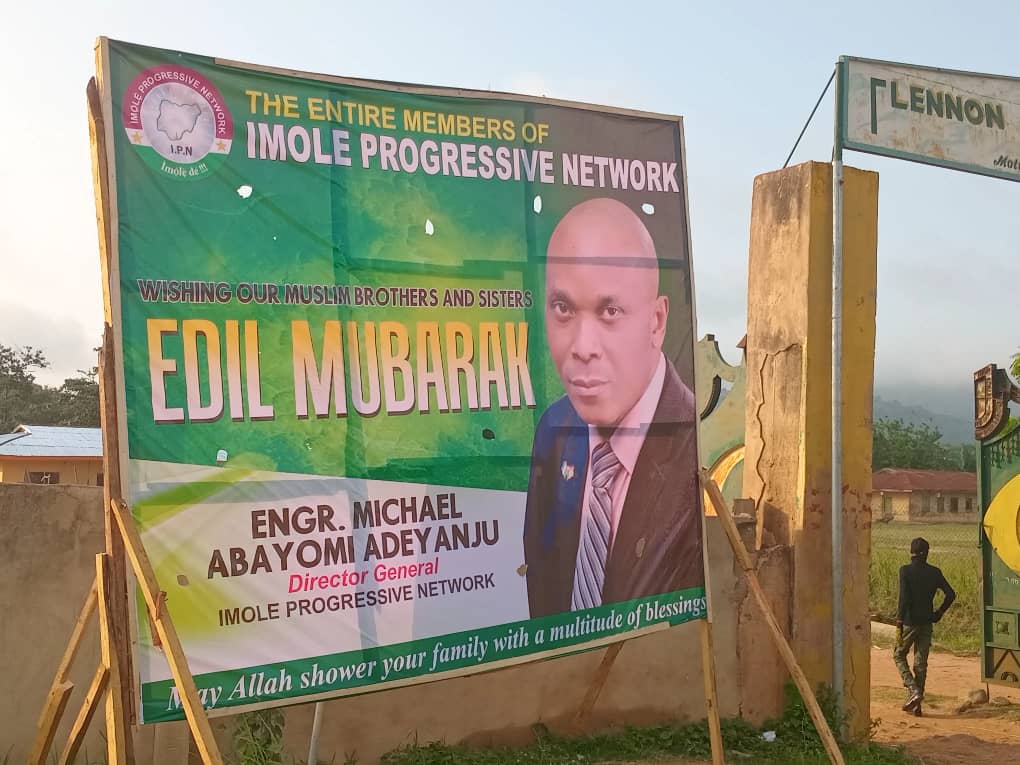 IMOLE PROGRESSIVE NETWORK
I.P.N
Imole de!!!
THE ENTIRE MEMBERS OF
IMOLE PROGRESSIVE NETWORK
WISHING OUR MUSLIM BROTHERS AND SISTERS
EDIL MUBARAK
ENGR. MICHAEL
ABAYOMI ADEYANJU
Director General
IMOLE PROGRESSIVE NETWORK
May Allah shower your family with a multitude of blessings
LENNON